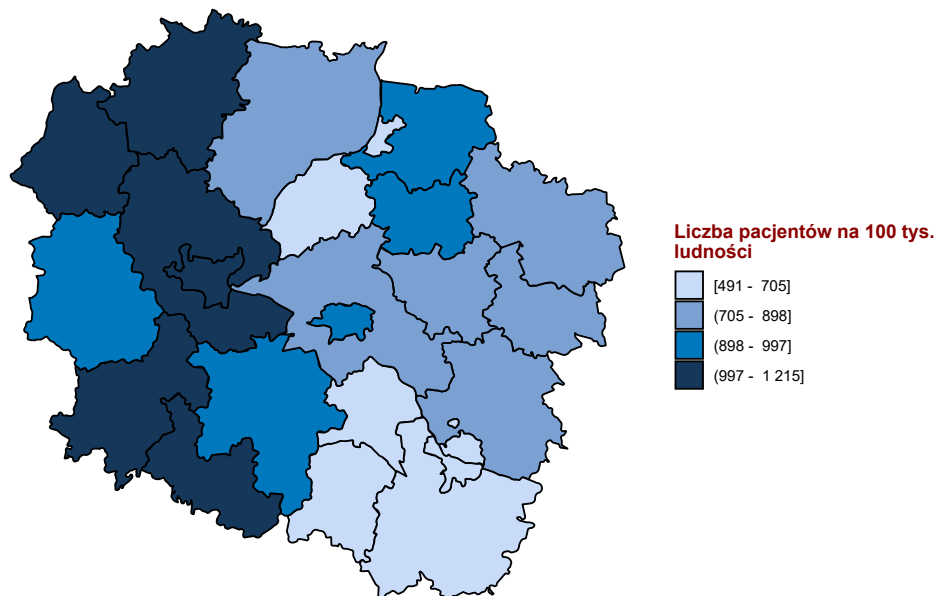 Liczba pacjentów na 100 tys.
ludności
[491 - 705]
(705 - 898]
(898 - 997]
(997 - 1 215]